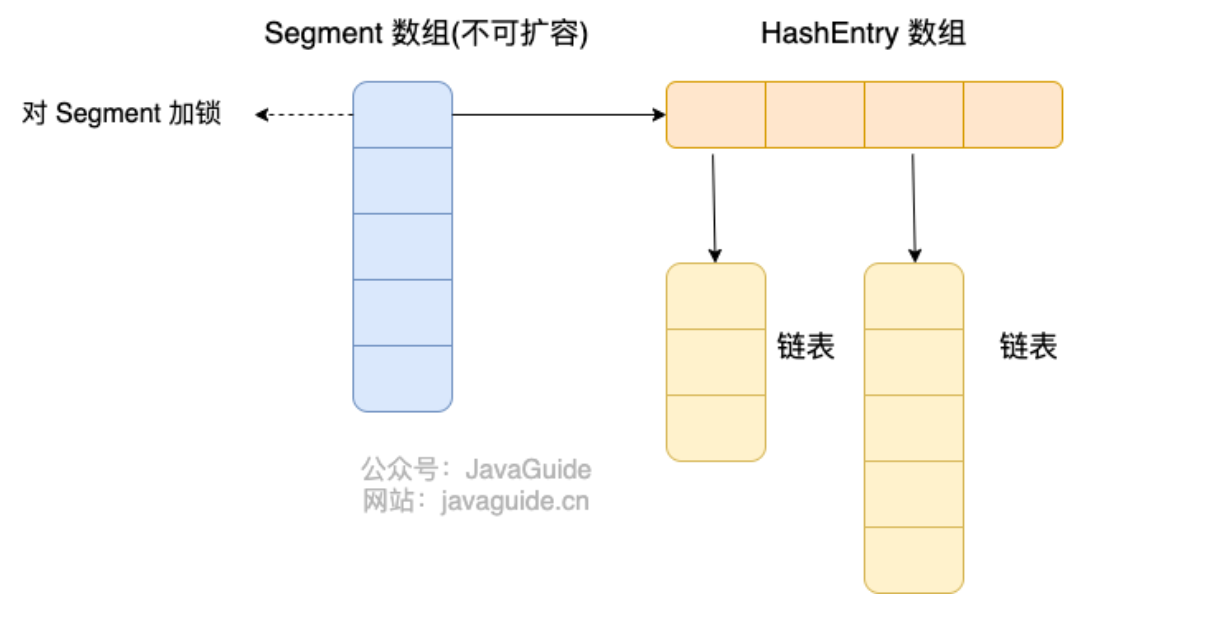 Segment 数组(不可扩容)
HashEntry 数组
对 Segment 加锁
链表
链表
公众号：JavaGuide
网站：javaguide.cn